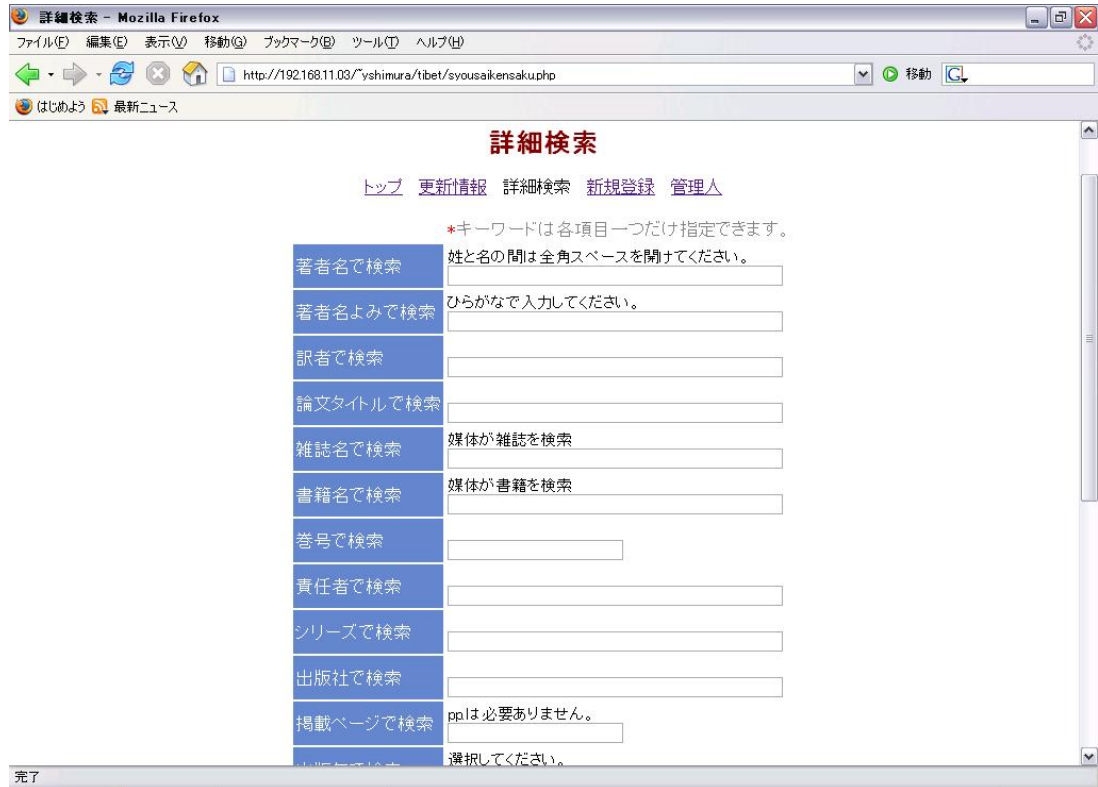 詳細検索 - Mozilla Firefox
ファイル(F) 編集(E) 表示(V) 移動(G) ブックマーク(B) ツール(T) ヘルプ(H)
http://192.168.11.03/~yshimura/tibet/syousaikensaku.php 移動 G
はじめよう 最新ニュース
詳細検索
トップ 更新情報 詳細検索 新規登録 管理人
*キーワードは各項目一つだけ指定できます。
著者名で検索 姓と名の間は全角スペースを開けてください。
著者名よみで検索 ひらがなで入力してください。
訳者で検索
論文タイトルで検索
雑誌名で検索 媒体が雑誌を検索
書籍名で検索 媒体が書籍を検索
巻号で検索
責任者で検索
シリーズで検索
出版社で検索
掲載ページで検索 pp.は必要ありません。
選択してください。
完了